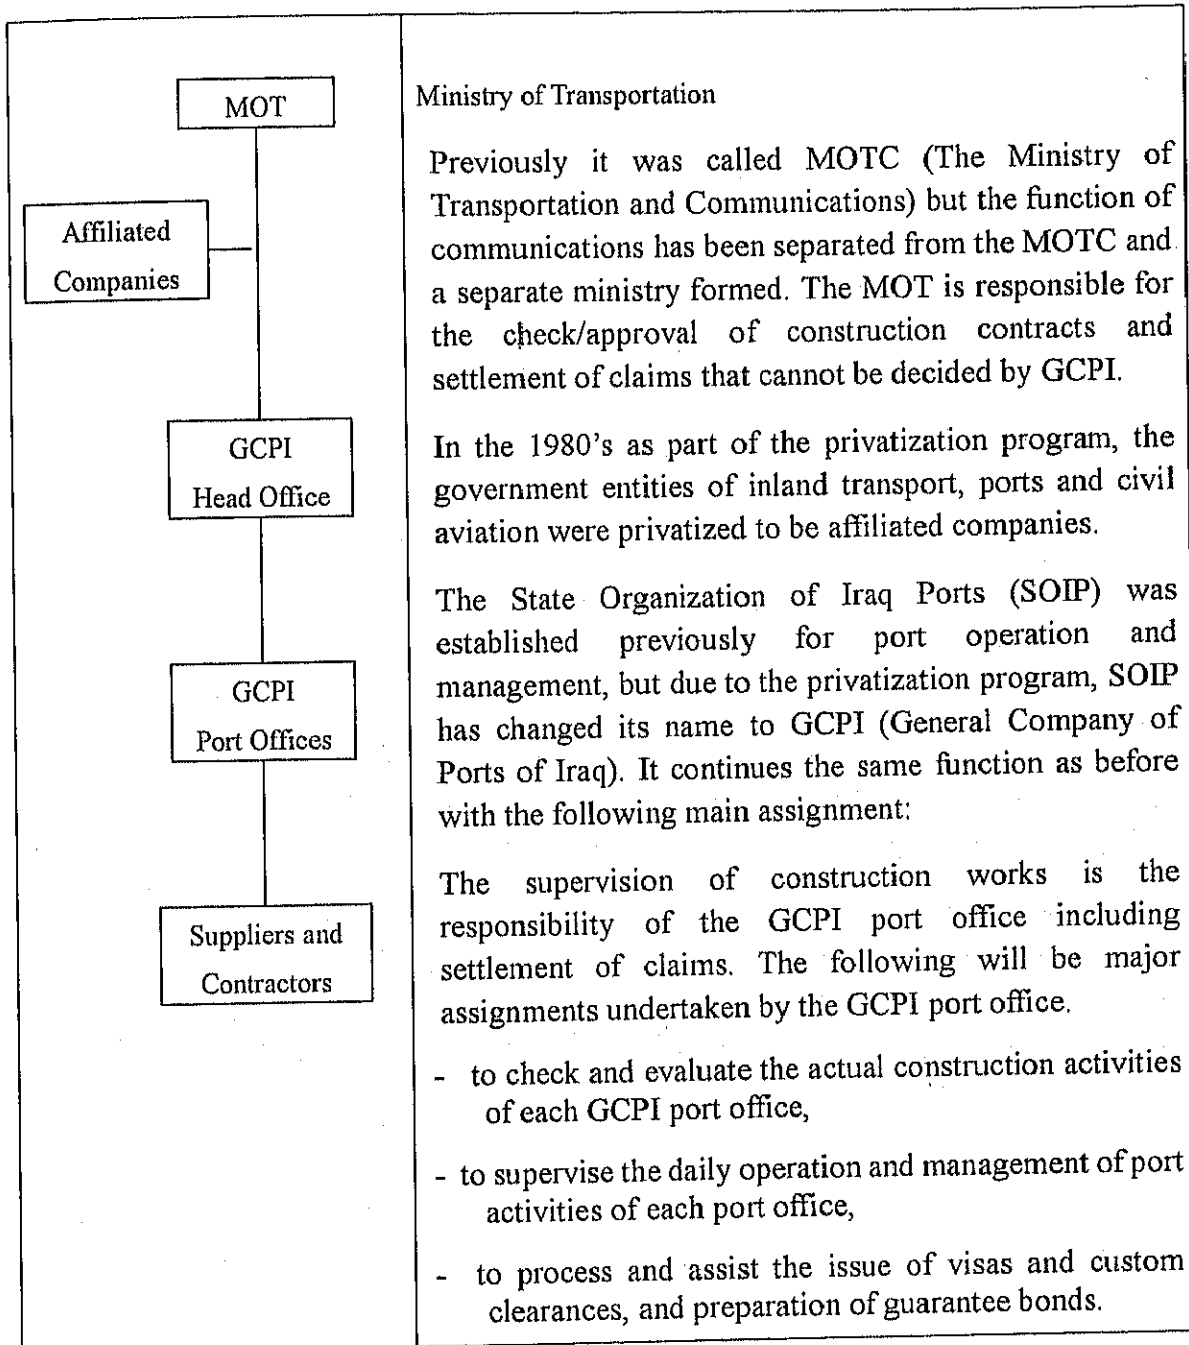 MOT
Affiliated
Companies
GCPI
Head Office
GCPI
Port Offices
Suppliers and
Contractors
Ministry of Transportation
Previously it was called MOTC (The Ministry of
Transportation and Communications) but the function of
communications has been separated from the MOTC and
a separate ministry formed. The MOT is responsible for
the check/approval of construction contracts and
settlement of claims that cannot be decided by GCPI.
In the 1980's as part of the privatization program, the
government entities of inland transport, ports and civil
aviation were privatized to be affiliated companies.
The State Organization of Iraq Ports (SOIP) was
established previously for port operation and
management, but due to the privatization program, SOIP
has changed its name to GCPI (General Company of
Ports of Iraq). It continues the same function as before
with the following main assignment:
The supervision of construction works is the
responsibility of the GCPI port office including
settlement of claims. The following will be major
assignments undertaken by the GCPI port office.
- to check and evaluate the actual construction activities
of each GCPI port office,
- to supervise the daily operation and management of port
activities of each port office,
- to process and assist the issue of visas and custom
clearances, and preparation of guarantee bonds.